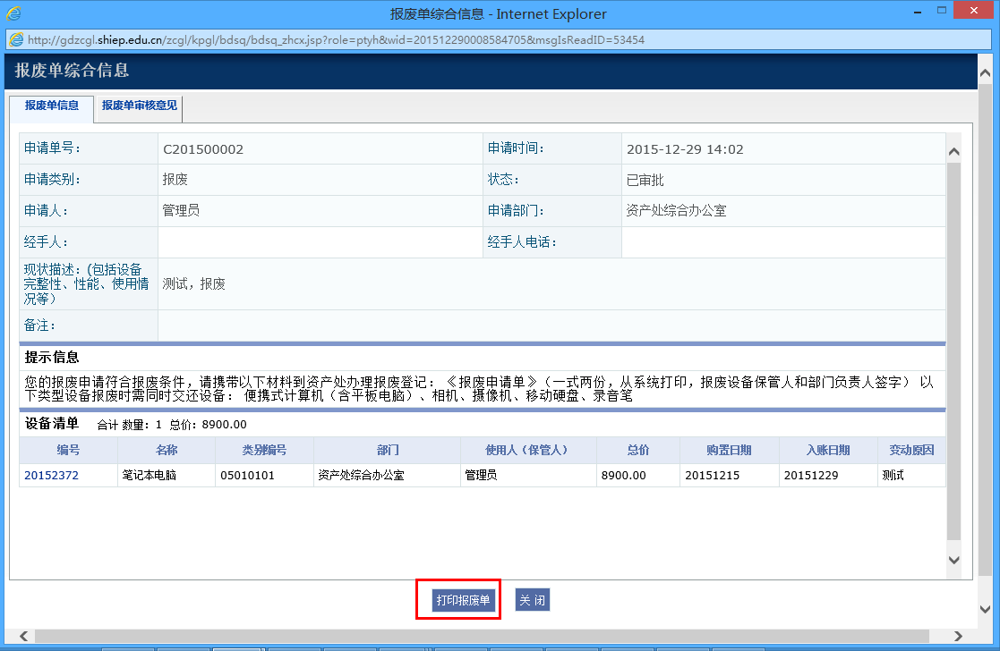 报废单综合信息 - Internet Explorer
http://gdzcgl.shiep.edu.cn/zcgl/kpgl/bdsq/bdsq_zhcx.jsp?role=ptyh&wid=201512290008584705&msgIsReadID=53454
报废单综合信息
报废单信息 报废单审核意见
申请单号： C201500002 申请时间： 2015-12-29 14:02
申请类别： 报废 状态： 已审批
申请人： 管理员 申请部门： 资产处综合办公室
经手人： 经手人电话：
现状描述：(包括设备
完整性、性能、使用情
况等） 测试，报废
备注：
提示信息
您的报废申请符合报废条件，请携带以下材料到资产处办理报废登记：《报废申请单》（一式两份，从系统打印，报废设备保管人和部门负责人签字） 以
下类型设备报废时需同时交还设备： 便携式计算机（含平板电脑）、相机、摄像机、移动硬盘、录音笔
设备清单 合计 数量：1 总价：8900.00
编号 名称 类别编号 部门 使用人（保管人） 总价 购置日期 入账日期 变动原因
20152372 笔记本电脑 05010101 资产处综合办公室 管理员 8900.00 20151215 20151229 测试
打印报废单 关 闭